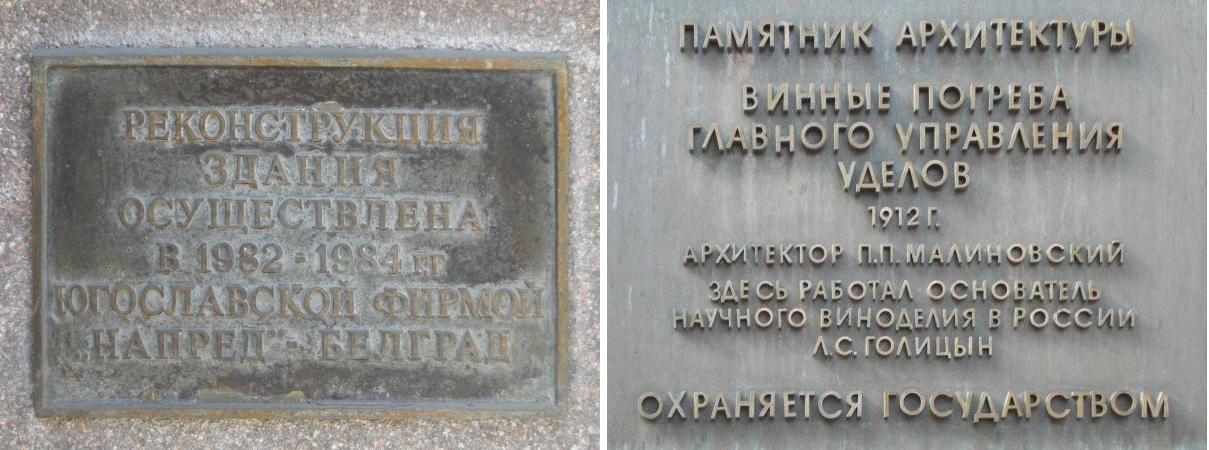 РЕКОНСТРУКЦИЯ
ЗДАНИЯ
ОСУЩЕСТВЛЕНА
В 1982 - 1984 гг
ЮГОСЛАВСКОЙ ФИРМОЙ
„НАПРЕД" - БЕЛГРАД
ПАМЯТНИК АРХИТЕКТУРЫ
ВИННЫЕ ПОГРЕБА
ГЛАВНОГО УПРАВЛЕНИЯ
УДЕЛОВ
1912 Г.
АРХИТЕКТОР П.П. МАЛИНОВСКИЙ
ЗДЕСЬ РАБОТАЛ ОСНОВАТЕЛЬ
НАУЧНОГО ВИНОДЕЛИЯ В РОССИИ
Л.С. ГОЛИЦЫН
ОХРАНЯЕТСЯ ГОСУДАРСТВОМ